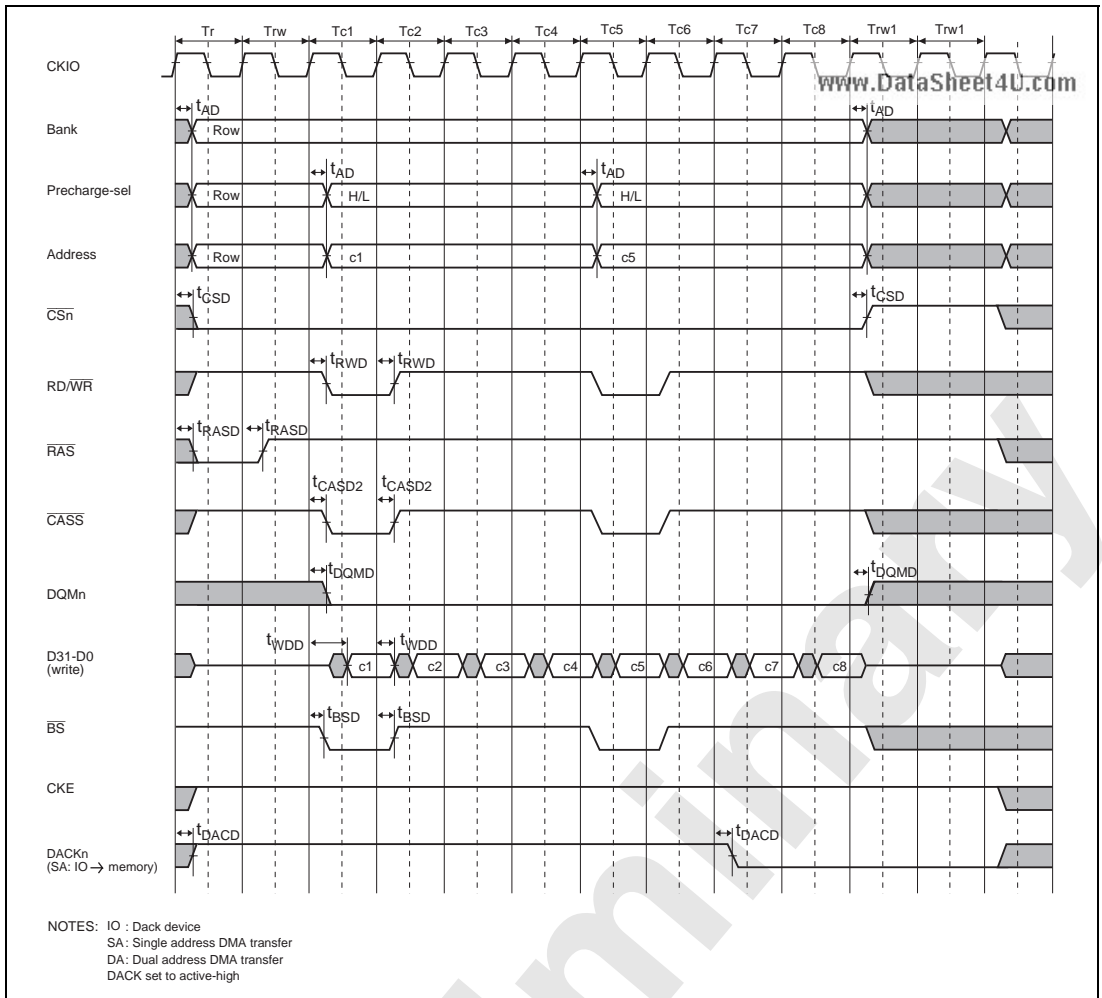 Tr Trw Tc1 Tc2 Tc3 Tc4 Tc5 Tc6 Tc7 Tc8 Trw1 Trw1
CKIO
www.DataSheet4U.com
tAD tAD
Bank Row
tAD tAD
Precharge-sel Row H/L H/L
Address Row c1 c5
tCSD tCSD
CSn
tRWD tRWD
RD/WR
tRASD tRASD
RAS
tCASD2 tCASD2
CASS
tDQMD tDQMD
DQMn
tWDD tWDD
D31-D0
(write)
c1 c2 c3 c4 c5 c6 c7 c8
tBSD tBSD
BS
CKE
tDACD tDACD
DACKn
(SA: IO → memory)
NOTES: IO : Dack device
SA : Single address DMA transfer
DA : Dual address DMA transfer
DACK set to active-high